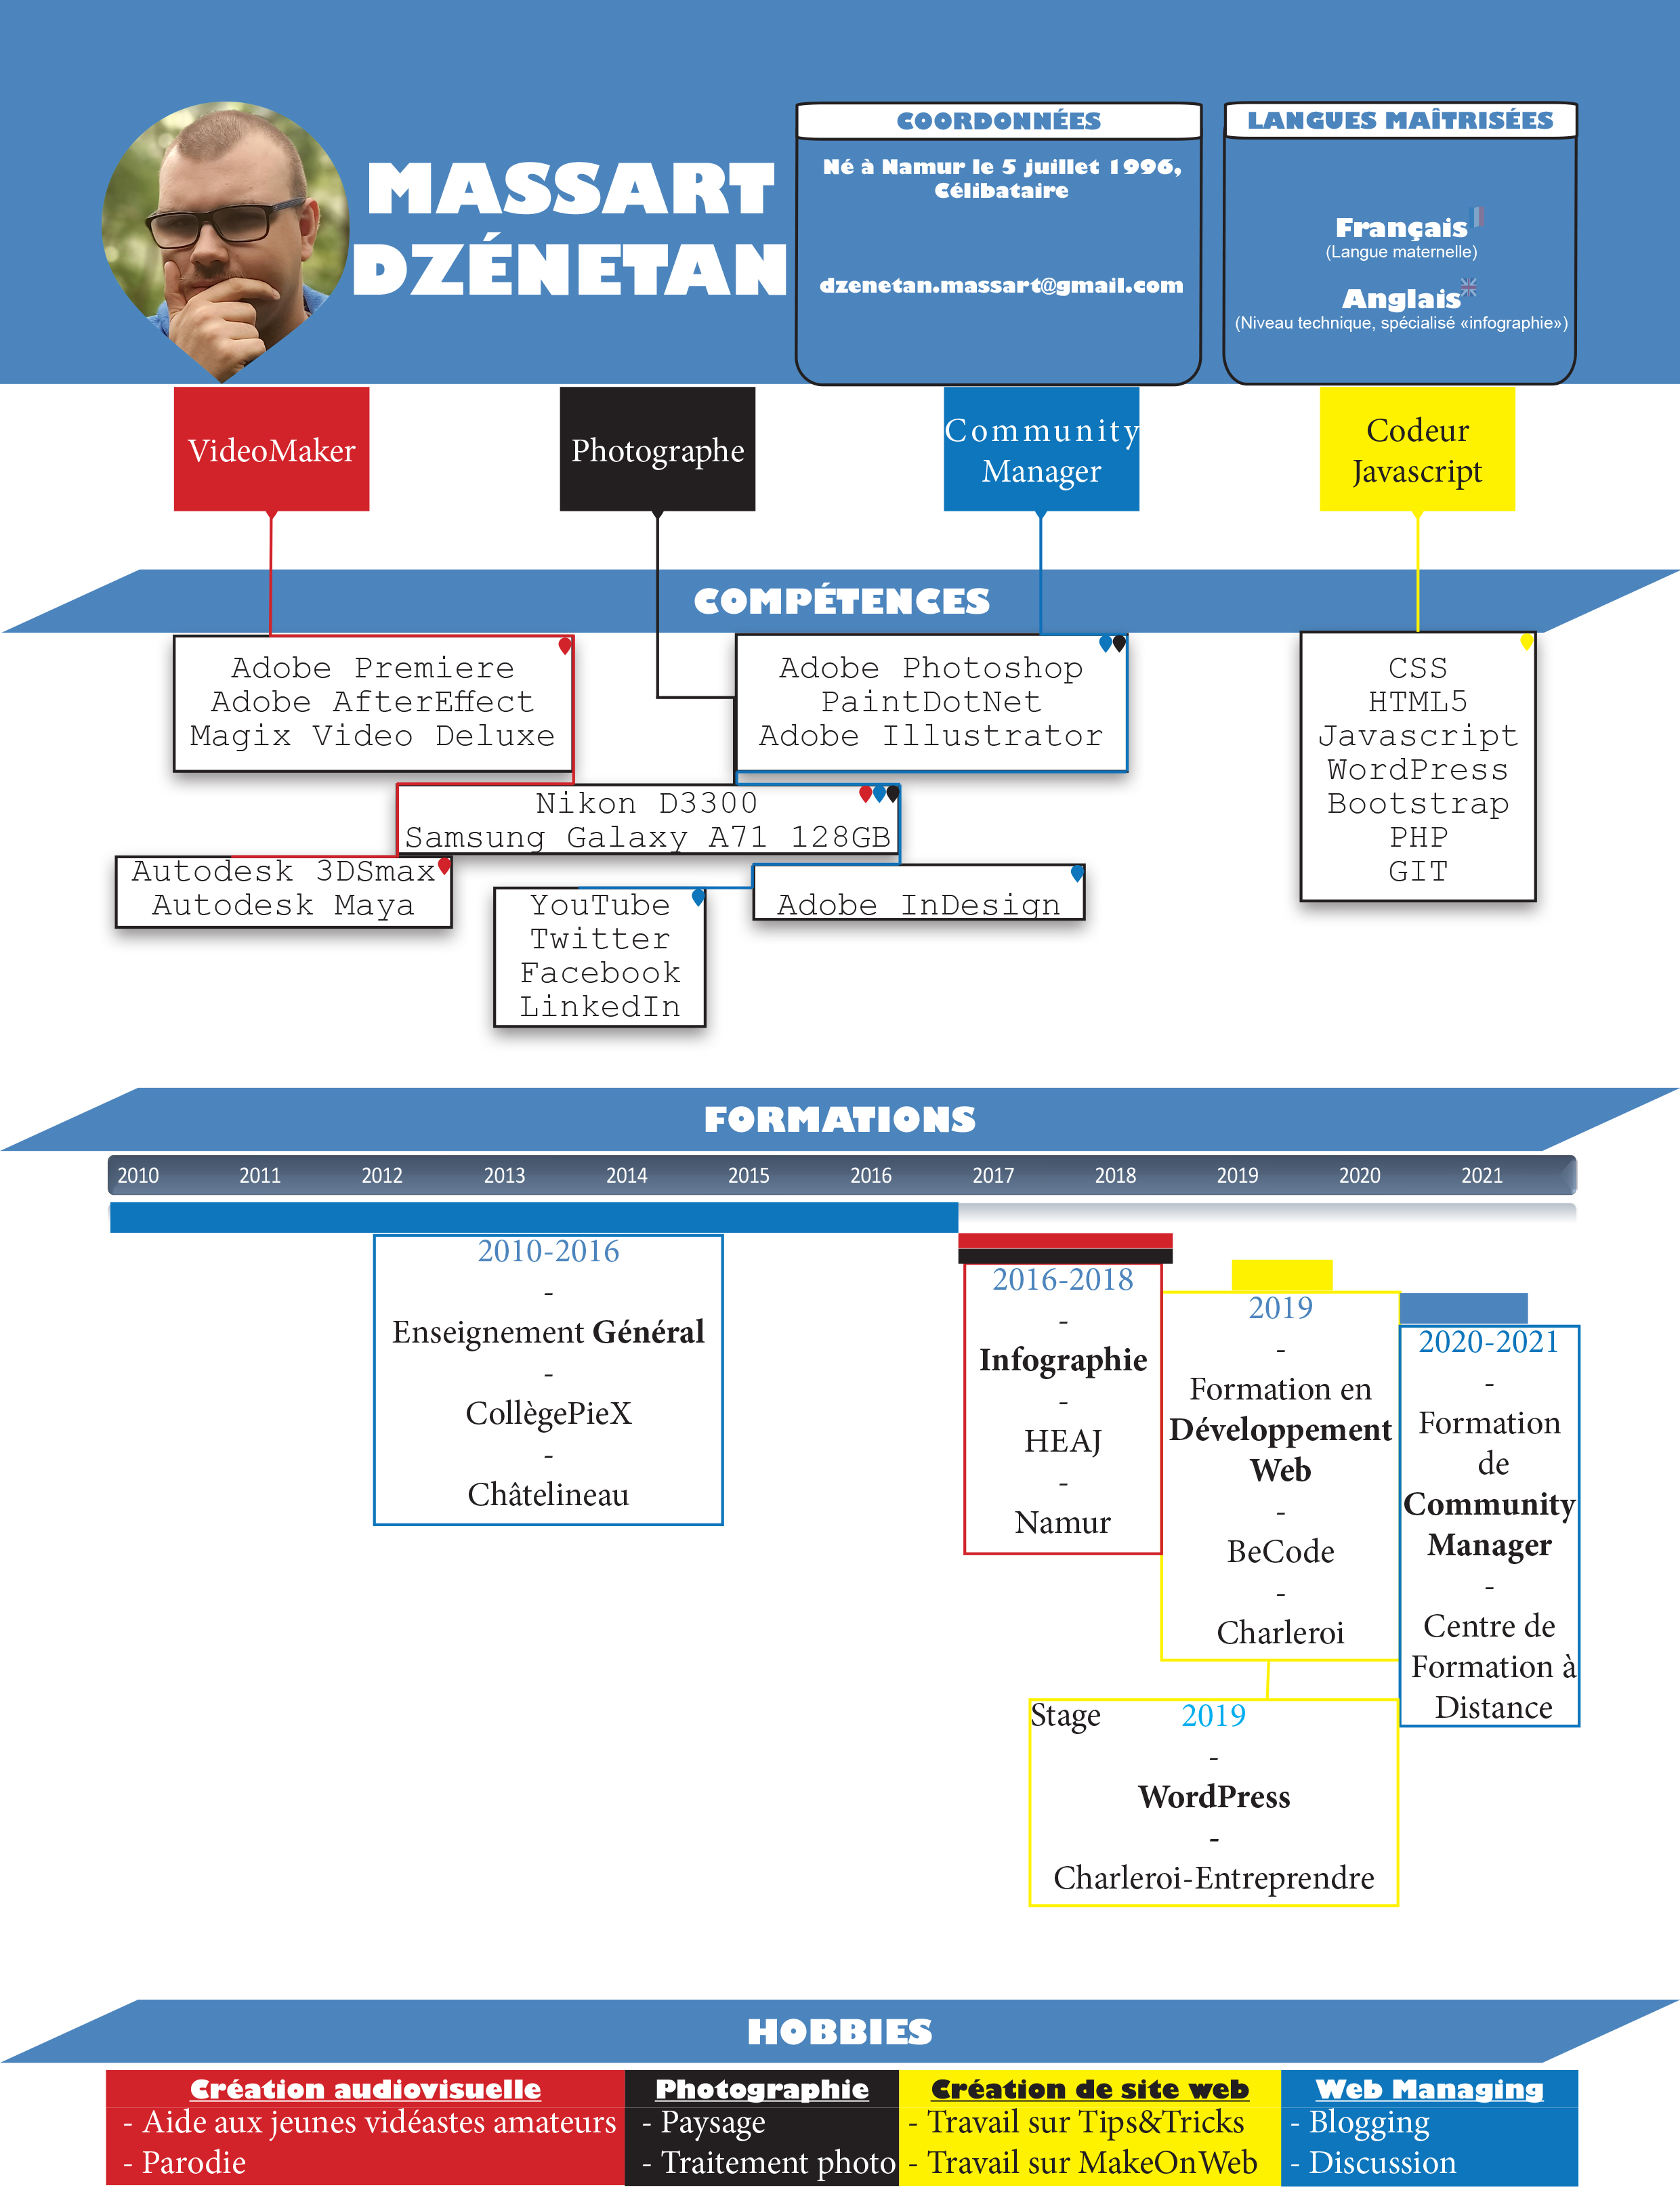 MASSART
DZÉNETAN
COORDONNÉES
Né à Namur le 5 juillet 1996,
Célibataire
dzenetan.massart@gmail.com
LANGUES MAÎTRISÉES
Français
(Langue maternelle)
Anglais
(Niveau technique, spécialisé «infographie»)
VideoMaker
Photographe
Community
Manager
Codeur
Javascript
COMPÉTENCES
Adobe Premiere
Adobe AfterEffect
Magix Video Deluxe
Adobe Photoshop
PaintDotNet
Adobe Illustrator
CSS
HTML5
Javascript
WordPress
Bootstrap
PHP
GIT
Nikon D3300
Samsung Galaxy A71 128GB
Autodesk 3DSmax
Autodesk Maya
YouTube
Twitter
Facebook
LinkedIn
Adobe InDesign
FORMATIONS
2010 2011 2012 2013 2014 2015 2016 2017 2018 2019 2020 2021
2010-2016
-
Enseignement Général
-
CollègePieX
-
Châtelineau
2016-2018
-
Infographie
-
HEAJ
-
Namur
2019
-
Formation en
Développement
Web
-
BeCode
-
Charleroi
2020-2021
-
Formation
de
Community
Manager
-
Centre de
Formation à
Distance
Stage 2019
-
WordPress
-
Charleroi-Entreprendre
HOBBIES
Création audiovisuelle
- Aide aux jeunes vidéastes amateurs
- Parodie
Photographie
- Paysage
- Traitement photo
Création de site web
- Travail sur Tips&Tricks
- Travail sur MakeOnWeb
Web Managing
- Blogging
- Discussion